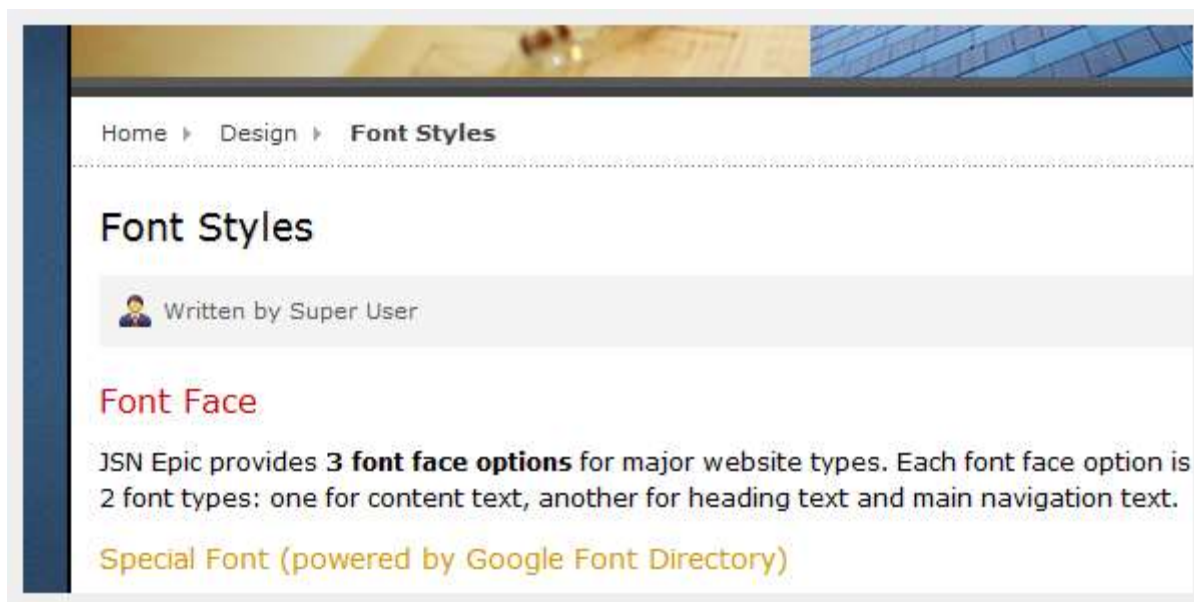 Home Design Font Styles
Font Styles
Written by Super User
Font Face
JSN Epic provides 3 font face options for major website types. Each font face option is
2 font types: one for content text, another for heading text and main navigation text.
Special Font (powered by Google Font Directory)